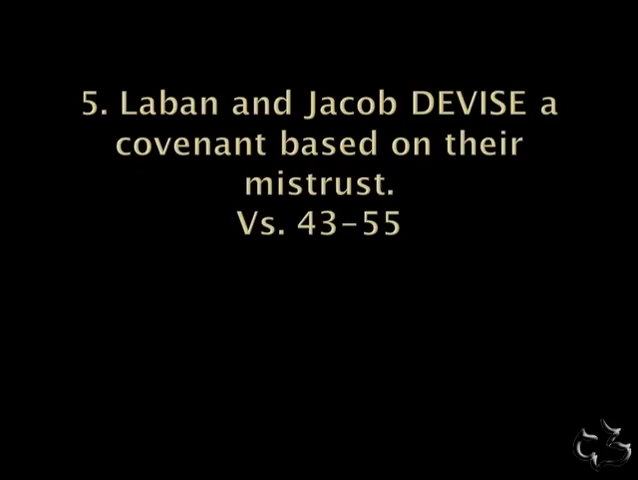 5. Laban and Jacob DEVISE a
covenant based on their
mistrust.
Vs. 43-55